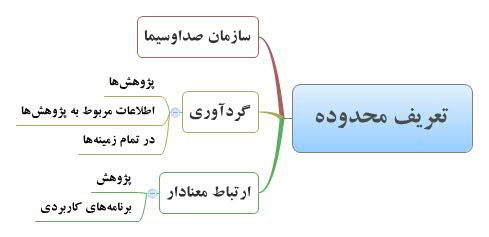 تعریف محدوده
سازمان صداوسیما
گردآوری
پژوهش‌ها
اطلاعات مربوط به پژوهش‌ها
در تمام زمینه‌ها
ارتباط معنادار
پژوهش
برنامه‌های کاربردی